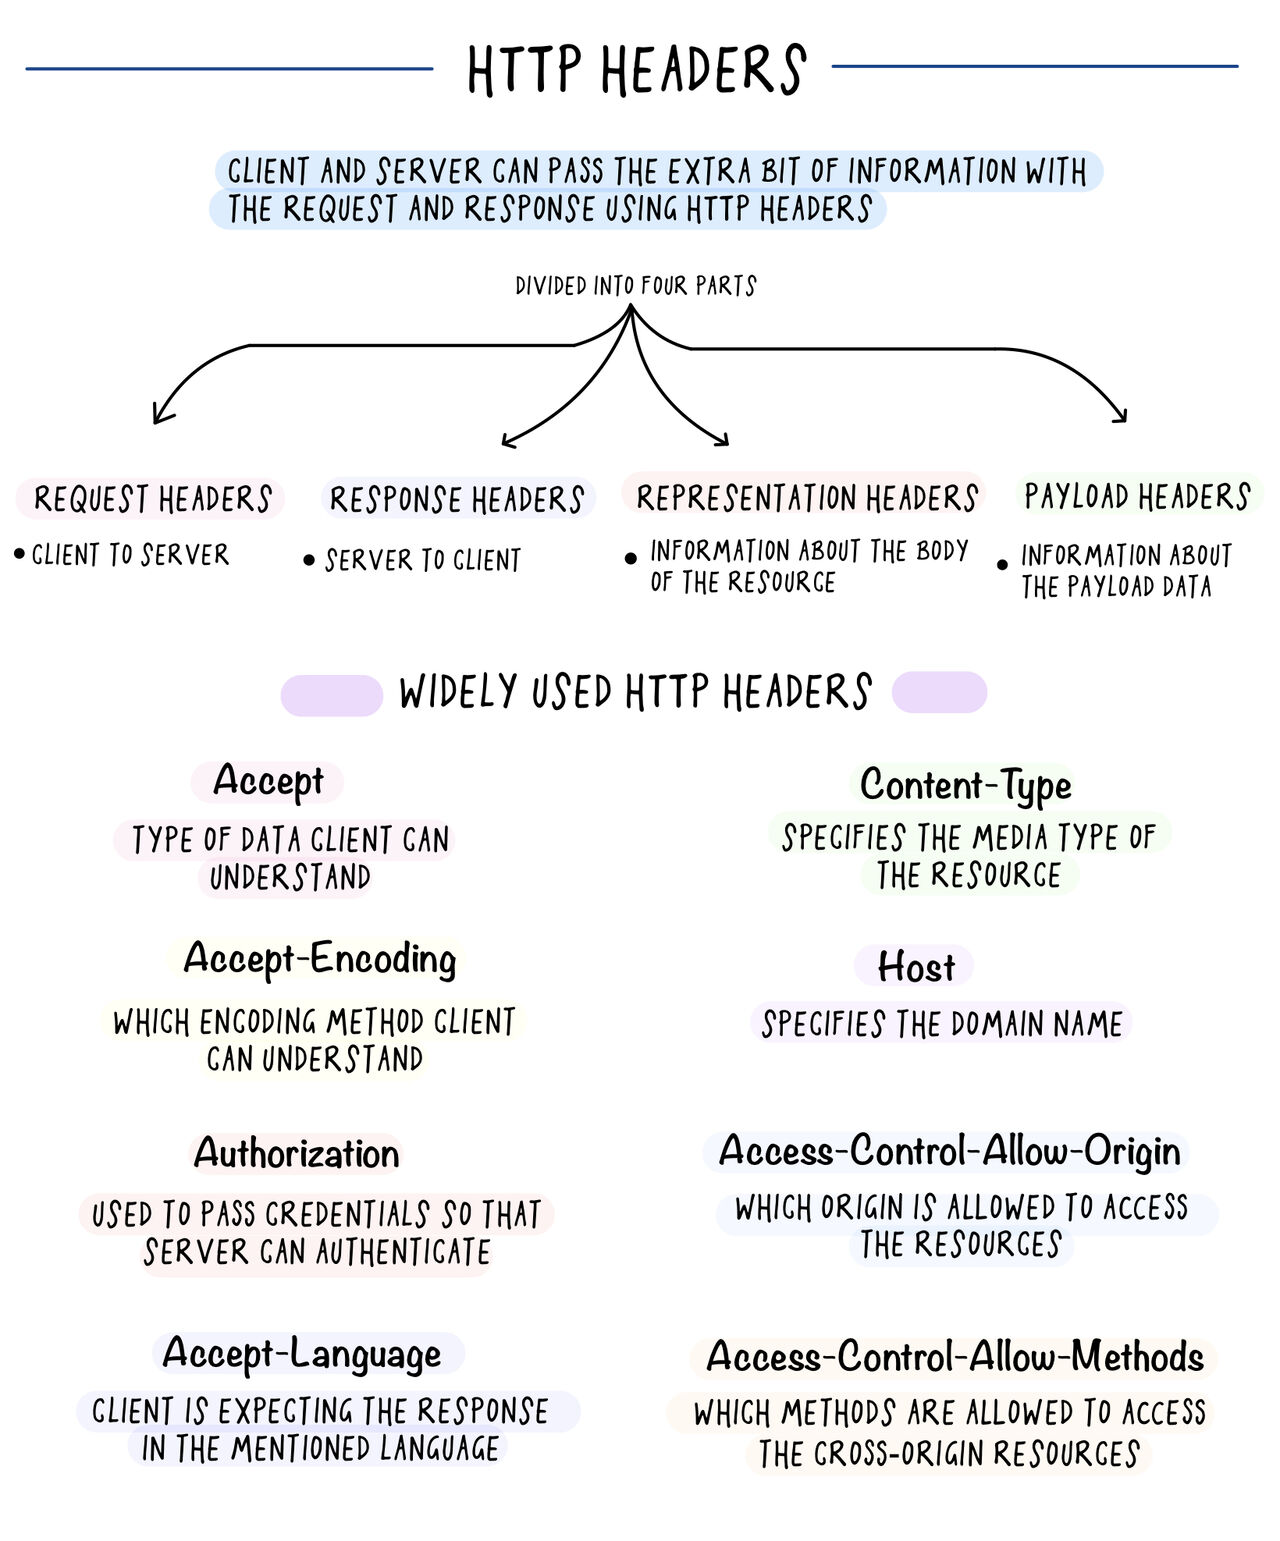 HTTP HEADERS
CLIENT AND SERVER CAN PASS THE EXTRA BIT OF INFORMATION WITH
THE REQUEST AND RESPONSE USING HTTP HEADERS
DIVIDED INTO FOUR PARTS
REQUEST HEADERS
• CLIENT TO SERVER
RESPONSE HEADERS
• SERVER TO CLIENT
REPRESENTATION HEADERS
• INFORMATION ABOUT THE BODY
OF THE RESOURCE
PAYLOAD HEADERS
• INFORMATION ABOUT
THE PAYLOAD DATA
WIDELY USED HTTP HEADERS
Accept
TYPE OF DATA CLIENT CAN
UNDERSTAND
Content-Type
SPECIFIES THE MEDIA TYPE OF
THE RESOURCE
Accept-Encoding
WHICH ENCODING METHOD CLIENT
CAN UNDERSTAND
Host
SPECIFIES THE DOMAIN NAME
Authorization
USED TO PASS CREDENTIALS SO THAT
SERVER CAN AUTHENTICATE
Access-Control-Allow-Origin
WHICH ORIGIN IS ALLOWED TO ACCESS
THE RESOURCES
Accept-Language
CLIENT IS EXPECTING THE RESPONSE
IN THE MENTIONED LANGUAGE
Access-Control-Allow-Methods
WHICH METHODS ARE ALLOWED TO ACCESS
THE CROSS-ORIGIN RESOURCES